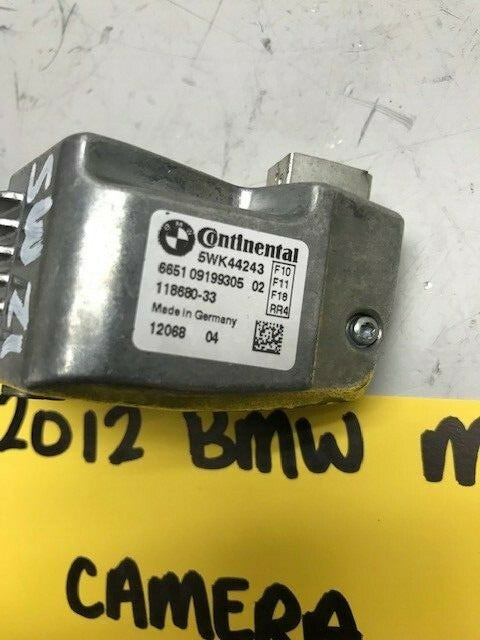 Continental
5WK44243
6651 09199305 02
118680-33
Made in Germany
12068 04
F10
F11
F18
RR4
2012 BMW M
CAMERA